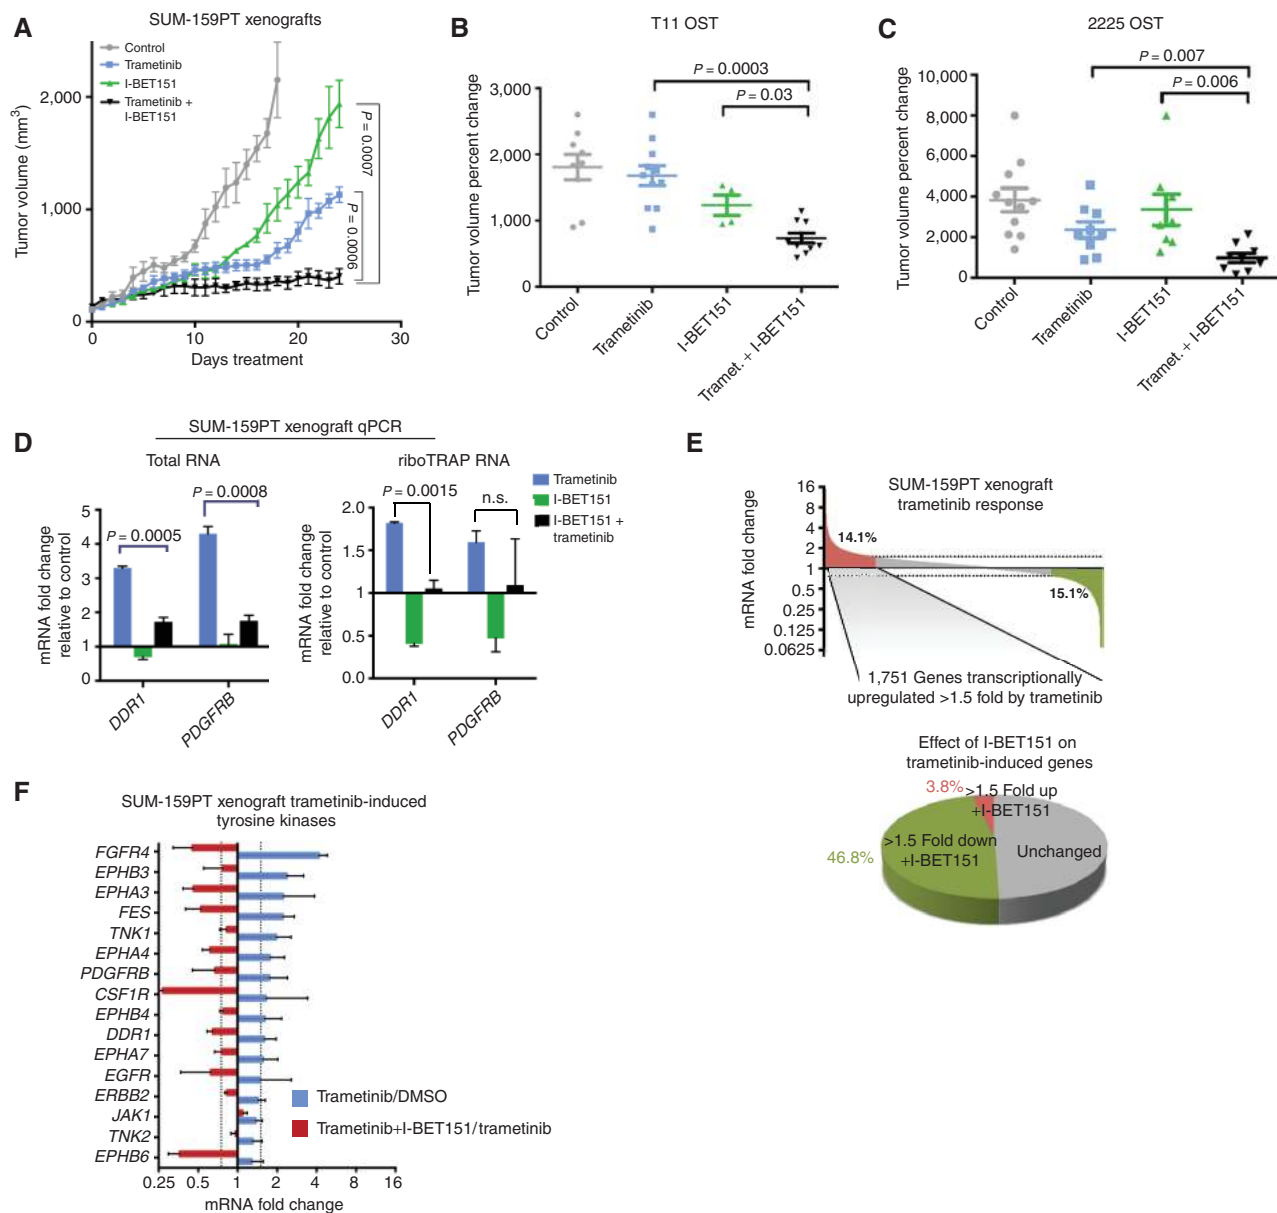 A
SUM-159PT xenografts
Control
Trametinib
I-BET151
Trametinib +
I-BET151
Tumor volume (mm3)
2,000
1,000
0
0
10
20
30
Days treatment
P = 0.0007
P = 0.00006
B
T11 OST
P = 0.0003
P = 0.03
Tumor volume percent change
3,000
2,000
1,000
0
Control
Trametinib
I-BET151
Tramet. + I-BET151
C
2225 OST
P = 0.007
P = 0.006
Tumor volume percent change
10,000
8,000
6,000
4,000
2,000
0
Control
Trametinib
I-BET151
Tramet. + I-BET151
D
SUM-159PT xenograft qPCR
Total RNA
P = 0.0008
P = 0.0005
mRNA fold change
relative to control
5
4
3
2
1
0
DDR1
PDGFRB
riboTRAP RNA
P = 0.0015
n.s.
mRNA fold change
relative to control
2.0
1.5
1.0
0.5
0.0
DDR1
PDGFRB
Trametinib
I-BET151
I-BET151 +
trametinib
E
SUM-159PT xenograft
trametinib response
mRNA fold change
16
8
4
2
1
0.5
0.25
0.125
0.0625
14.1%
15.1%
1,751 Genes transcriptionally
upregulated >1.5 fold by trametinib
Effect of I-BET151 on
trametinib-induced genes
3.8%
>1.5 Fold up
+I-BET151
46.8%
>1.5 Fold down
+I-BET151
Unchanged
F
SUM-159PT xenograft trametinib-induced
tyrosine kinases
FGFR4
EPHB3
EPHA3
FES
TNK1
EPHA4
PDGFRB
CSF1R
EPHB4
DDR1
EPHA7
EGFR
ERBB2
JAK1
TNK2
EPHB6
Trametinib/DMSO
Trametinib+I-BET151/trametinib
0.25
0.5
1
2
4
8
16
mRNA fold change